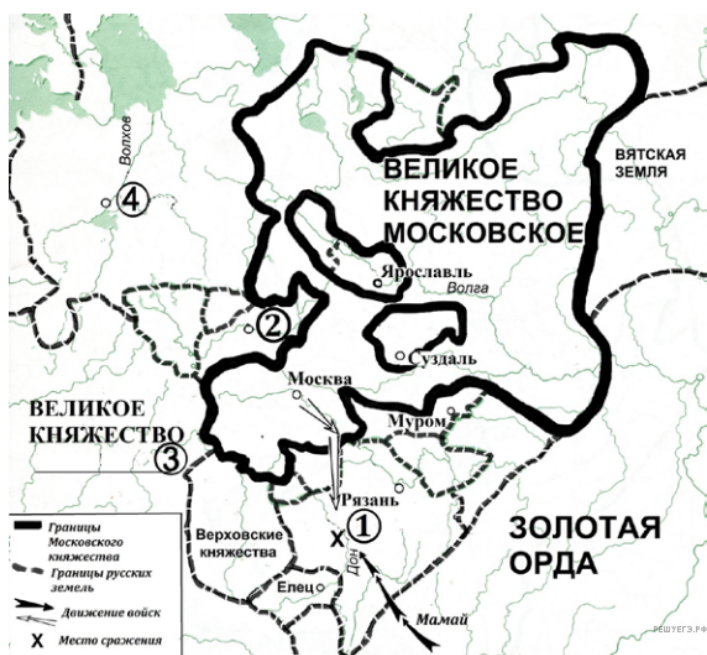 Волхов
④
ВЕЛИКОЕ
КНЯЖЕСТВО
МОСКОВСКОЕ
ВЯТСКАЯ
ЗЕМЛЯ
Ярославль
Волга
②
Суздаль
Москва
Муром
ВЕЛИКОЕ
КНЯЖЕСТВО
③
Рязань
①
X
Верховские
княжества
Елец
Дон
Мамай
ЗОЛОТАЯ
ОРДА
Границы
Московского
княжества
Границы русских
земель
Движение войск
X Место сражения
РЕШУЕГЭ.РФ